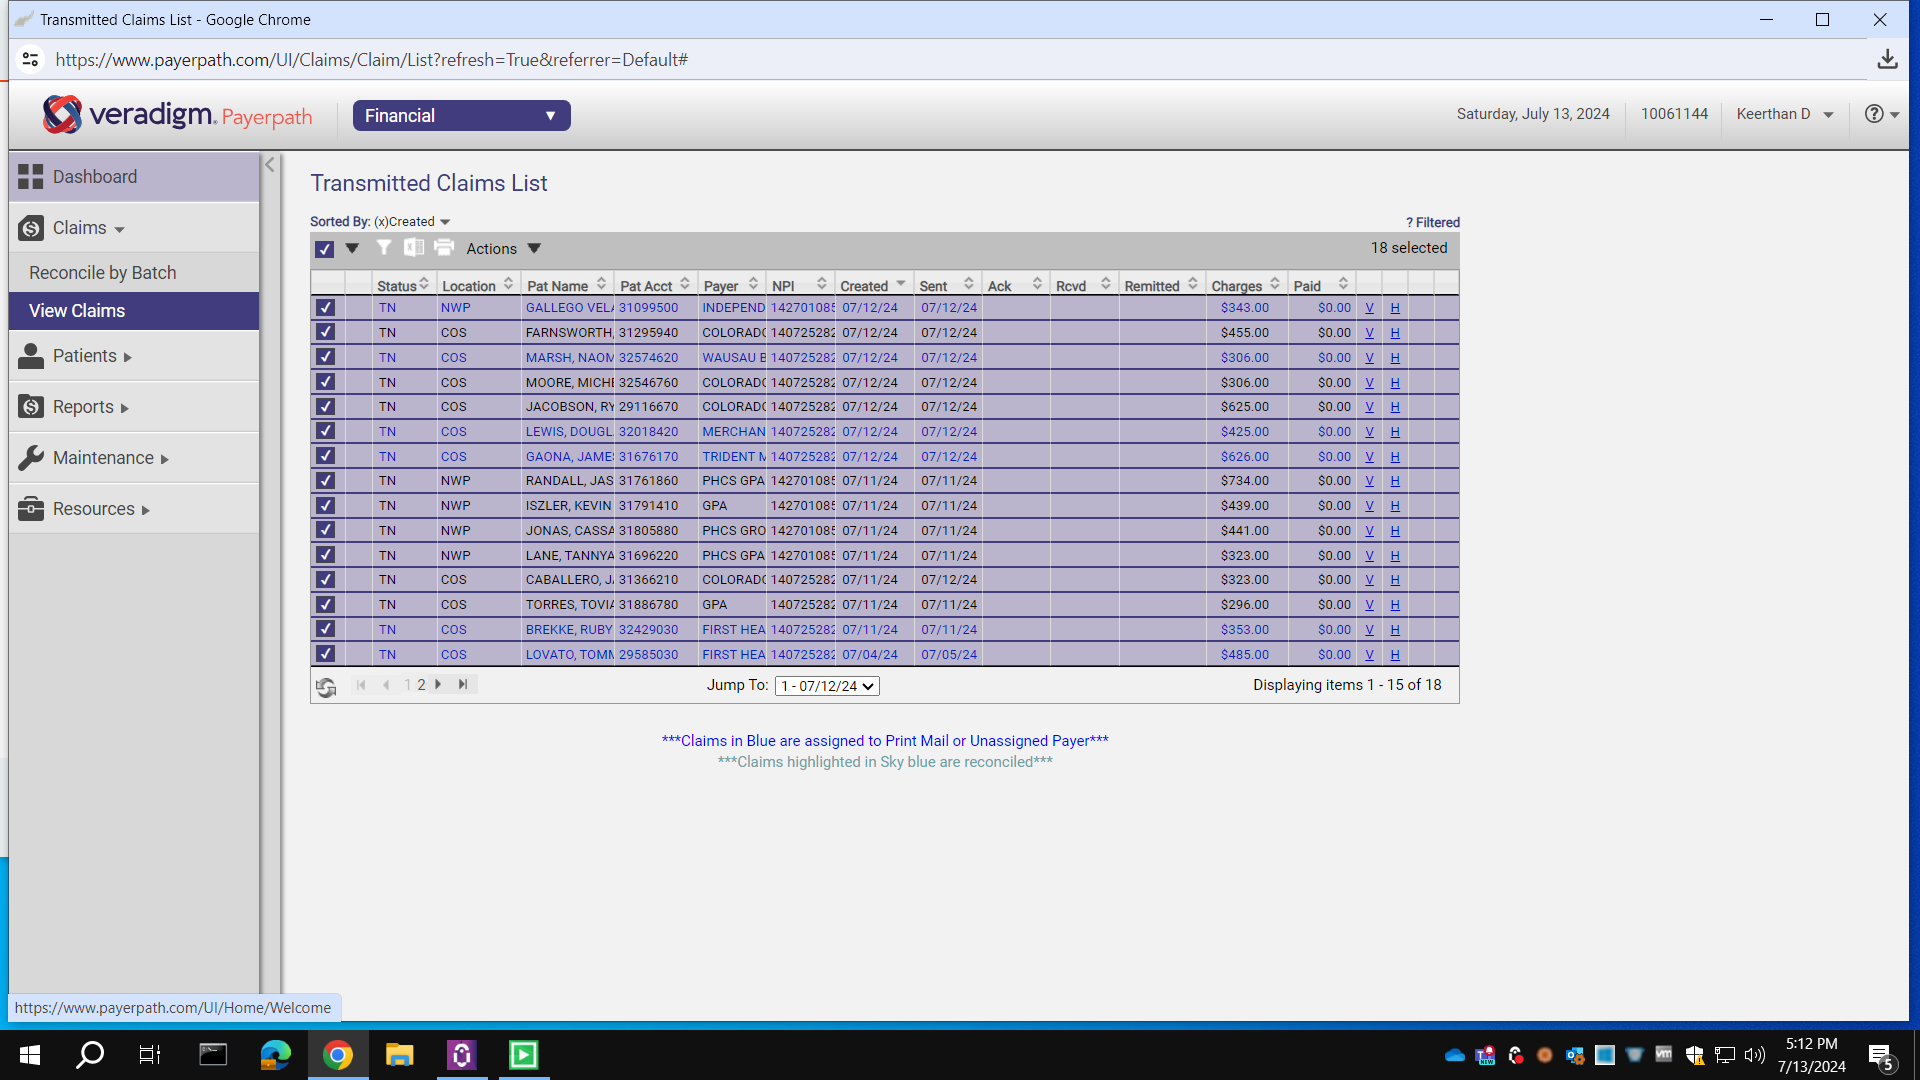 Transmitted Claims List - Google Chrome
https://www.payerpath.com/UI/Claims/Claim/List?refresh=True&referrer=Default#
veradigm. Payerpath
Financial
Saturday, July 13, 2024
10061144
Keerthan D
Dashboard
Claims
Reconcile by Batch
View Claims
Patients
Reports
Maintenance
Resources
Transmitted Claims List
Sorted By: (x)Created
? Filtered
Actions
18 selected
Status Location Pat Name Pat Acct Payer NPI Created Sent Ack Rcvd Remitted Charges Paid
TN NWP GALLEGO VELA 31099500 INDEPEND 142701085 07/12/24 07/12/24 $343.00 $0.00 V H
TN COS FARNSWORTH, 31295940 COLORADO 140725282 07/12/24 07/12/24 $455.00 $0.00 V H
TN COS MARSH, NAOM 32574620 WAUSAU B 140725282 07/12/24 07/12/24 $306.00 $0.00 V H
TN COS MOORE, MICHE 32546760 COLORADO 140725282 07/12/24 07/12/24 $306.00 $0.00 V H
TN COS JACOBSON, RY 29116670 COLORADO 140725282 07/12/24 07/12/24 $625.00 $0.00 V H
TN COS LEWIS, DOUGL 32018420 MERCHAN 140725282 07/12/24 07/12/24 $425.00 $0.00 V H
TN COS GAONA, JAME 31676170 TRIDENT M 140725282 07/12/24 07/12/24 $626.00 $0.00 V H
TN NWP RANDALL, JAS 31761860 PHCS GPA 142701085 07/11/24 07/11/24 $734.00 $0.00 V H
TN NWP ISZLER, KEVIN 31791410 GPA 142701085 07/11/24 07/11/24 $439.00 $0.00 V H
TN NWP JONAS, CASSA 31805880 PHCS GRO 142701085 07/11/24 07/11/24 $441.00 $0.00 V H
TN NWP LANE, TANNYA 31696220 PHCS GPA 142701085 07/11/24 07/11/24 $323.00 $0.00 V H
TN COS CABALLERO, JA 31366210 COLORADO 140725282 07/11/24 07/12/24 $323.00 $0.00 V H
TN COS TORRES, TOVIA 31886780 GPA 140725282 07/11/24 07/11/24 $296.00 $0.00 V H
TN COS BREKKE, RUBY 32429030 FIRST HEA 140725282 07/11/24 07/11/24 $353.00 $0.00 V H
TN COS LOVATO, TOMM 29585030 FIRST HEA 140725282 07/04/24 07/05/24 $485.00 $0.00 V H
1 2
Jump To: 1 - 07/12/24
Displaying items 1 - 15 of 18
***Claims in Blue are assigned to Print Mail or Unassigned Payer***
***Claims highlighted in Sky blue are reconciled***
https://www.payerpath.com/UI/Home/Welcome
5:12 PM
7/13/2024
5